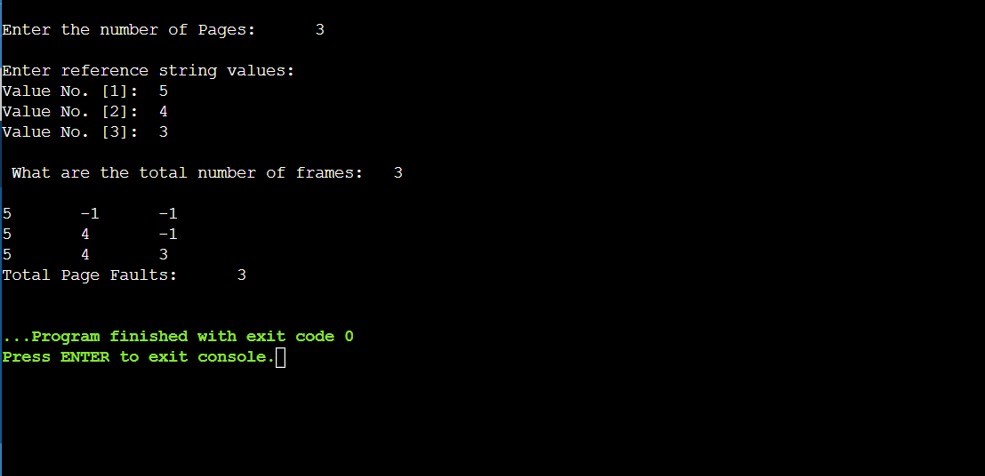 Enter the number of Pages:      3
Enter reference string values:
Value No. [1]:  5
Value No. [2]:  4
Value No. [3]:  3
 What are the total number of frames:   3
5       -1      -1
5       4       -1
5       4       3
Total Page Faults:      3
...Program finished with exit code 0
Press ENTER to exit console.